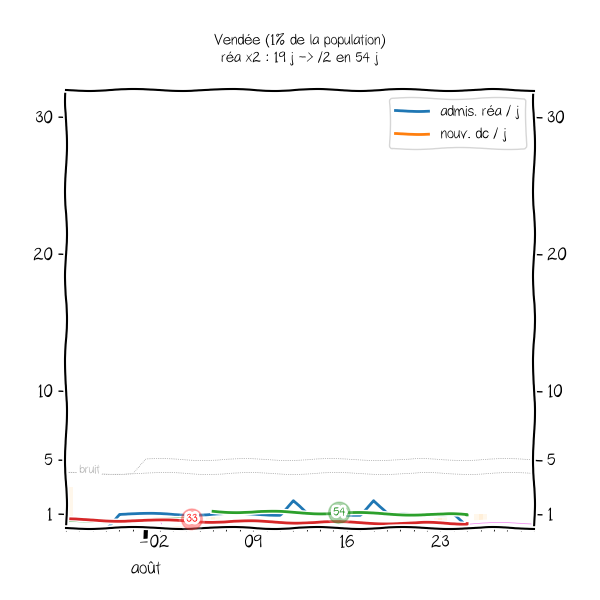 Vendée (1% de la population)
réa x2 : 19 j -> /2 en 54 j
admis. réa / j
nouv. dc / j
30
30
20
20
10
10
5
5
bruit
1
1
33
54
02
09
16
23
août